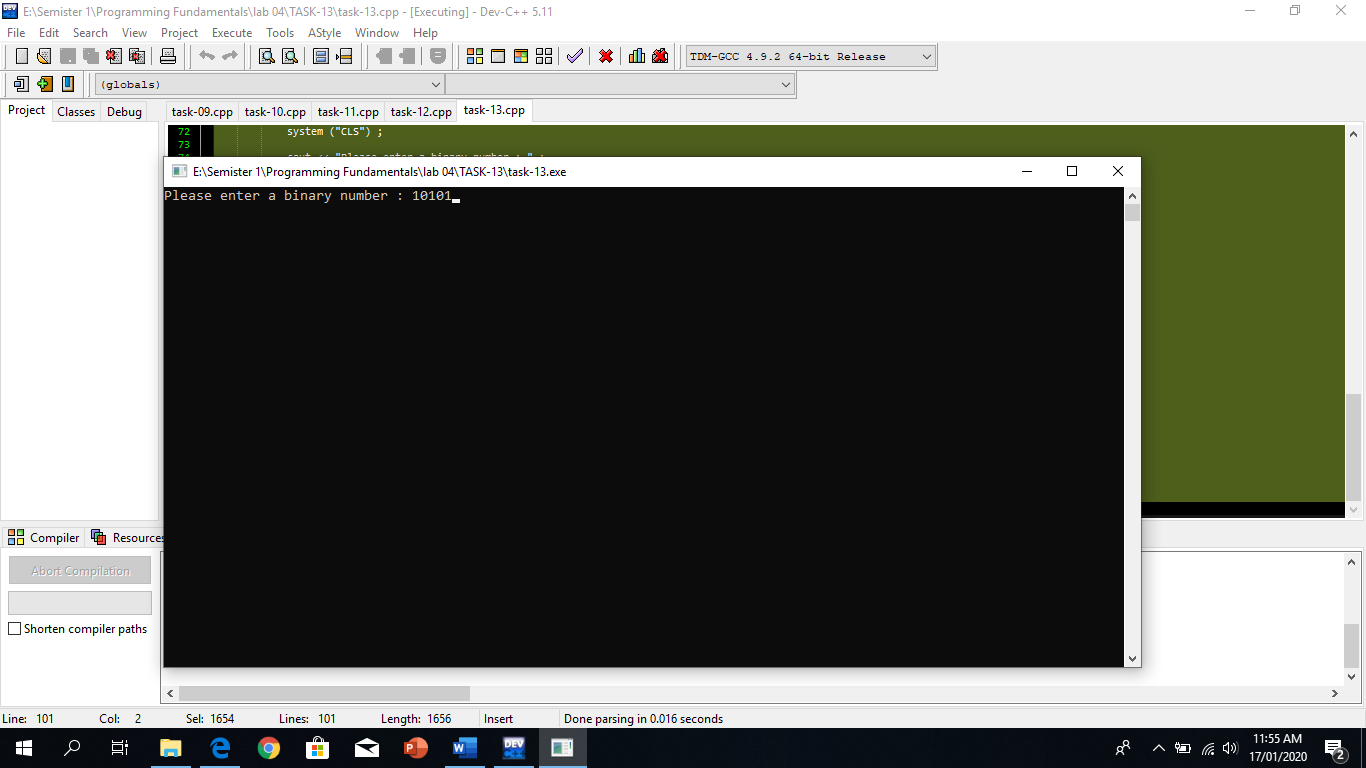 E:\Semister 1\Programming Fundamentals\lab 04\TASK-13\task-13.cpp - [Executing] - Dev-C++ 5.11
File Edit Search View Project Execute Tools AStyle Window Help
TDM-GCC 4.9.2 64-bit Release
(globals)
Project Classes Debug
task-09.cpp task-10.cpp task-11.cpp task-12.cpp task-13.cpp
72 system ("CLS") ;
73
E:\Semister 1\Programming Fundamentals\lab 04\TASK-13\task-13.exe
Please enter a binary number : 10101
Compiler Resources
Abort Compilation
Shorten compiler paths
Line: 101 Col: 2 Sel: 1654 Lines: 101 Length: 1656 Insert Done parsing in 0.016 seconds
11:55 AM
17/01/2020
2